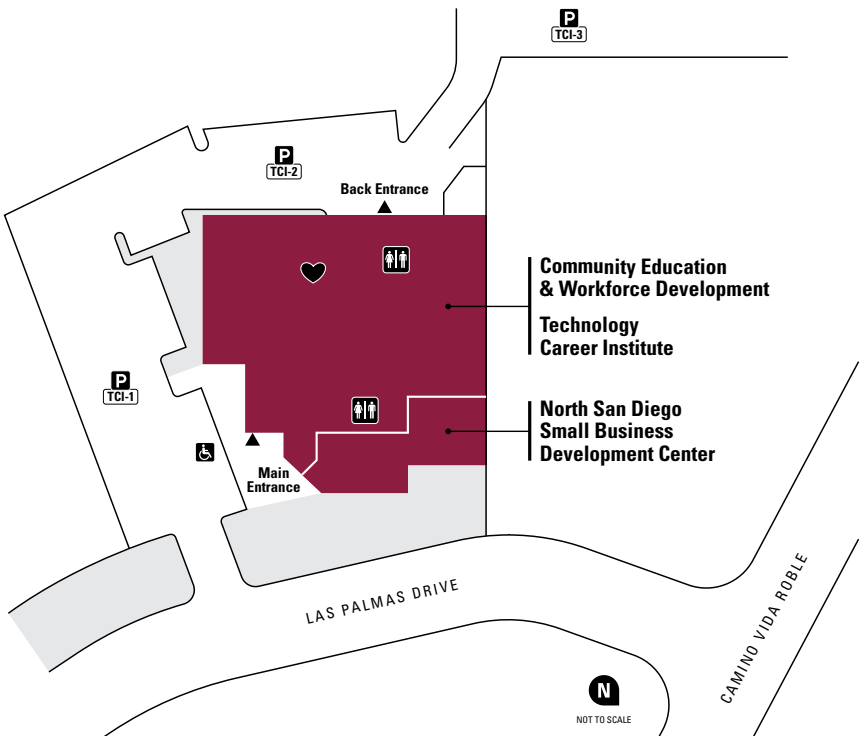 P
TCI-3
P
TCI-2
Back Entrance
Community Education
& Workforce Development
Technology
Career Institute
P
TCI-1
North San Diego
Small Business
Development Center
Main
Entrance
LAS PALMAS DRIVE
CAMINO VIDA ROBLE
N
NOT TO SCALE